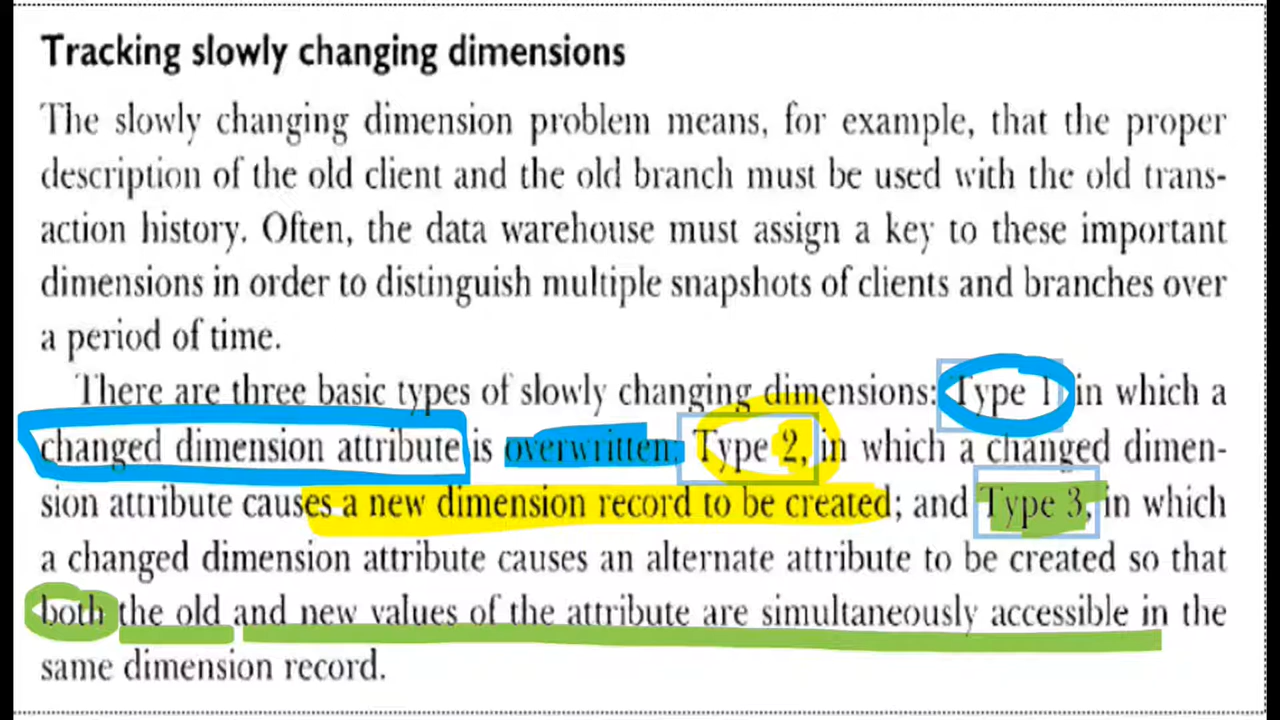 Tracking slowly changing dimensions
The slowly changing dimension problem means, for example, that the proper
description of the old client and the old branch must be used with the old trans-
action history. Often, the data warehouse must assign a key to these important
dimensions in order to distinguish multiple snapshots of clients and branches over
a period of time.
There are three basic types of slowly changing dimensions: Type 1, in which a
changed dimension attribute is overwritten; Type 2, in which a changed dimen-
sion attribute causes a new dimension record to be created; and Type 3, in which
a changed dimension attribute causes an alternate attribute to be created so that
both the old and new values of the attribute are simultaneously accessible in the
same dimension record.